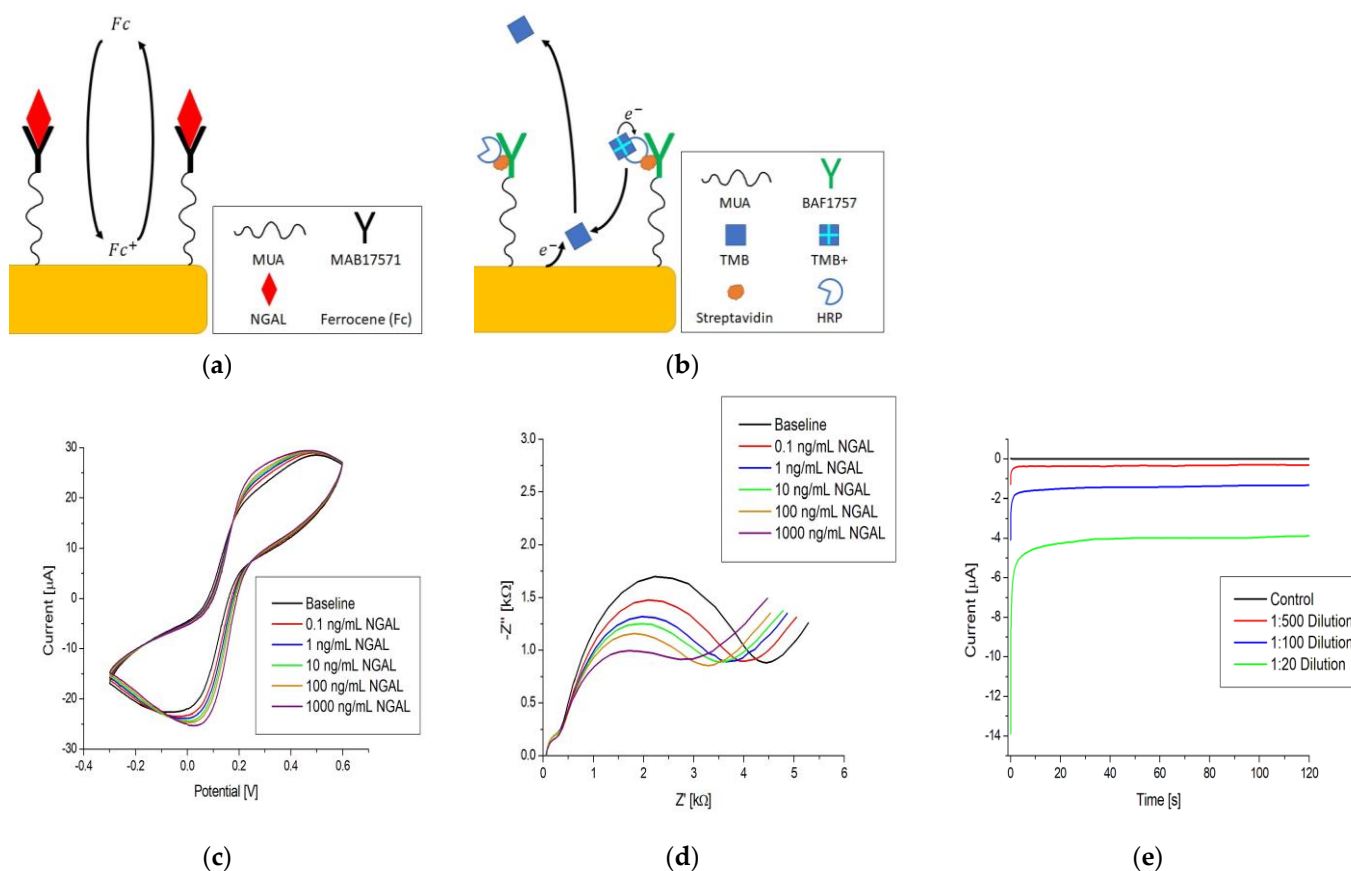 Fc
Fc⁺
MUA
MAB17571
NGAL
Ferrocene (Fc)
(a)
e⁻
e⁻
MUA
BAF1757
TMB
TMB+
Streptavidin
HRP
(b)
30
20
10
0
-10
-20
-30
-0.4
-0.2
0.0
0.2
0.4
0.6
Current [µA]
Potential [V]
Baseline
0.1 ng/mL NGAL
1 ng/mL NGAL
10 ng/mL NGAL
100 ng/mL NGAL
1000 ng/mL NGAL
(c)
Baseline
0.1 ng/mL NGAL
1 ng/mL NGAL
10 ng/mL NGAL
100 ng/mL NGAL
1000 ng/mL NGAL
3.0
2.5
2.0
1.5
1.0
0.5
0.0
0
1
2
3
4
5
6
-Z'' [kΩ]
Z' [kΩ]
(d)
0
-2
-4
-6
-8
-10
-12
-14
0
20
40
60
80
100
120
Current [µA]
Time [s]
Control
1:500 Dilution
1:100 Dilution
1:20 Dilution
(e)